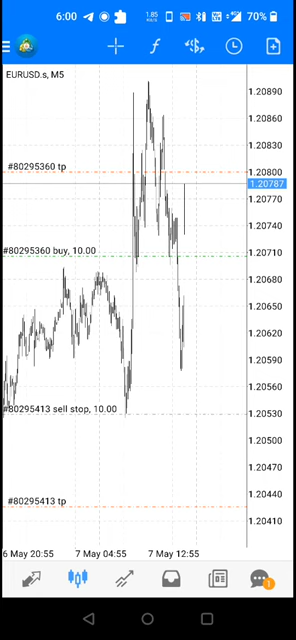 6:00
1.85
KB/S
70%
EURUSD.s, M5
1.20890
1.20860
1.20830
#80295360 tp
1.20800
1.20787
1.20770
1.20740
#80295360 buy, 10.00
1.20710
1.20680
1.20650
1.20620
1.20590
1.20560
#80295413 sell stop, 10.00
1.20530
1.20500
1.20470
#80295413 tp
1.20440
1.20410
6 May 20:55
7 May 04:55
7 May 12:55
1